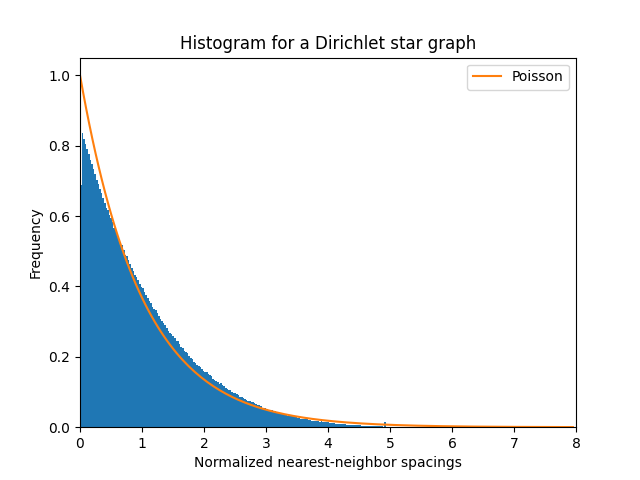 Histogram for a Dirichlet star graph
Poisson
Frequency
1.0
0.8
0.6
0.4
0.2
0.0
0 1 2 3 4 5 6 7 8
Normalized nearest-neighbor spacings